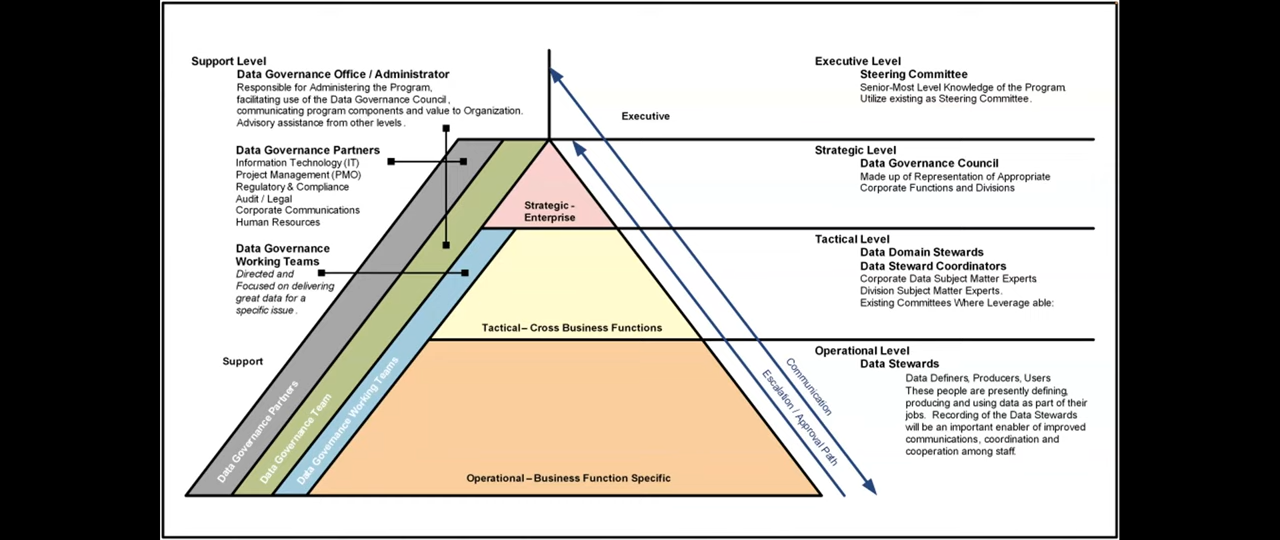 Support Level
Data Governance Office / Administrator
Responsible for Administering the Program,
facilitating use of the Data Governance Council,
communicating program components and value to Organization.
Advisory assistance from other levels.
Data Governance Partners
Information Technology (IT)
Project Management (PMO)
Regulatory & Compliance
Audit / Legal
Corporate Communications
Human Resources
Data Governance
Working Teams
Directed and
Focused on delivering
great data for a
specific issue.
Support
Data Governance Partners
Data Governance Team
Data Governance Working Teams
Executive
Strategic -
Enterprise
Tactical – Cross Business Functions
Operational – Business Function Specific
Communication
Escalation / Approval Path
Executive Level
Steering Committee
Senior-Most Level Knowledge of the Program.
Utilize existing as Steering Committee.
Strategic Level
Data Governance Council
Made up of Representation of Appropriate
Corporate Functions and Divisions
Tactical Level
Data Domain Stewards
Data Steward Coordinators
Corporate Data Subject Matter Experts
Division Subject Matter Experts.
Existing Committees Where Leverage able:
Operational Level
Data Stewards
Data Definers, Producers, Users
These people are presently defining,
producing and using data as part of their
jobs. Recording of the Data Stewards
will be an important enabler of improved
communications, coordination and
cooperation among staff.